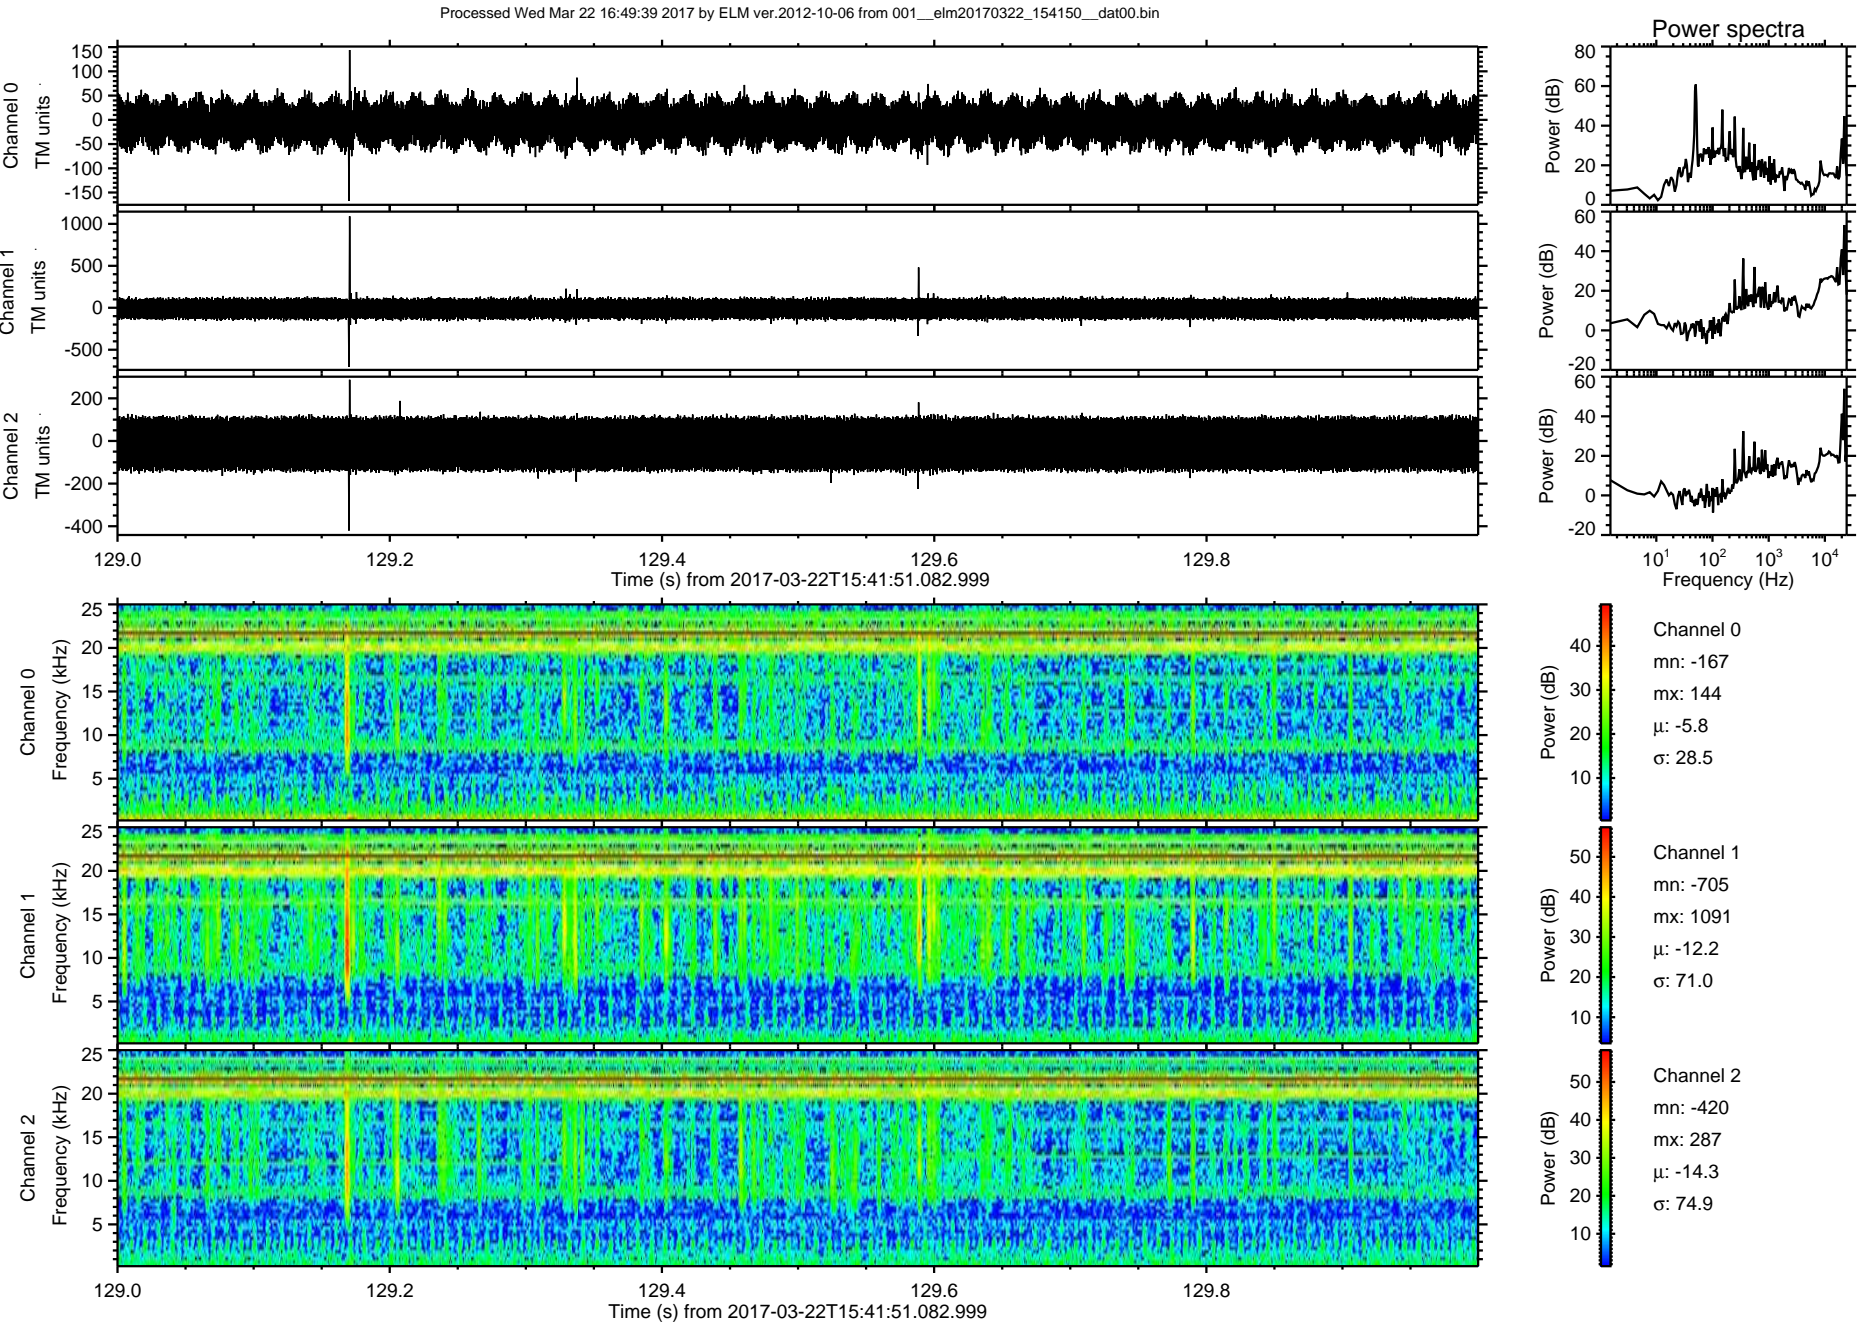 Processed Wed Mar 22 16:49:39 2017 by ELM ver.2012-10-06 from 001__elm20170322_154150__dat00.bin
Power spectra
Channel 0
TM units
150
100
50
0
-50
-100
-150
Power (dB)
80
60
40
20
0
Channel 1
TM units
1000
500
0
-500
Power (dB)
60
40
20
0
-20
Channel 2
TM units
200
0
-200
-400
Power (dB)
60
40
20
0
-20
129.0 129.2 129.4 129.6 129.8
Time (s) from 2017-03-22T15:41:51.082.999
10^1 10^2 10^3 10^4
Frequency (Hz)
Channel 0
Frequency (kHz)
25
20
15
10
5
Power (dB)
40
30
20
10
Channel 0
mn: -167
mx: 144
μ: -5.8
σ: 28.5
Channel 1
Frequency (kHz)
25
20
15
10
5
Power (dB)
50
40
30
20
10
Channel 1
mn: -705
mx: 1091
μ: -12.2
σ: 71.0
Channel 2
Frequency (kHz)
25
20
15
10
5
Power (dB)
50
40
30
20
10
Channel 2
mn: -420
mx: 287
μ: -14.3
σ: 74.9
129.0 129.2 129.4 129.6 129.8
Time (s) from 2017-03-22T15:41:51.082.999